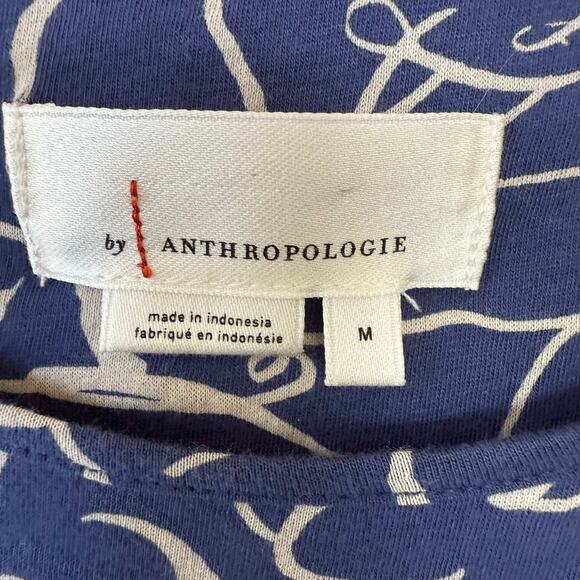 by ANTHROPOLOGIE
made in indonesia
fabriqué en indonésie
M